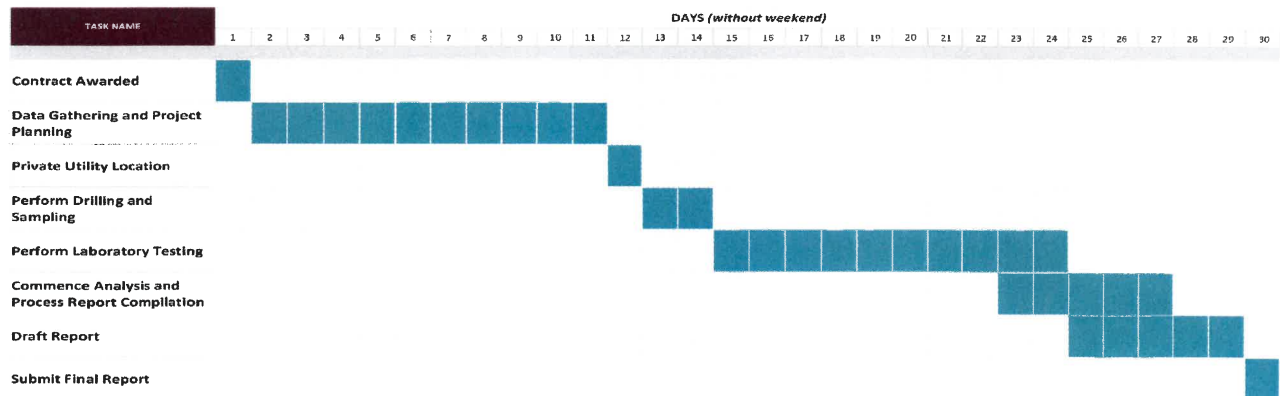 TASK NAME
DAYS (without weekend)
1 2 3 4 5 6 7 8 9 10 11 12 13 14 15 16 17 18 19 20 21 22 23 24 25 26 27 28 29 30
Contract Awarded
Data Gathering and Project
Planning
Private Utility Location
Perform Drilling and
Sampling
Perform Laboratory Testing
Commence Analysis and
Process Report Compilation
Draft Report
Submit Final Report